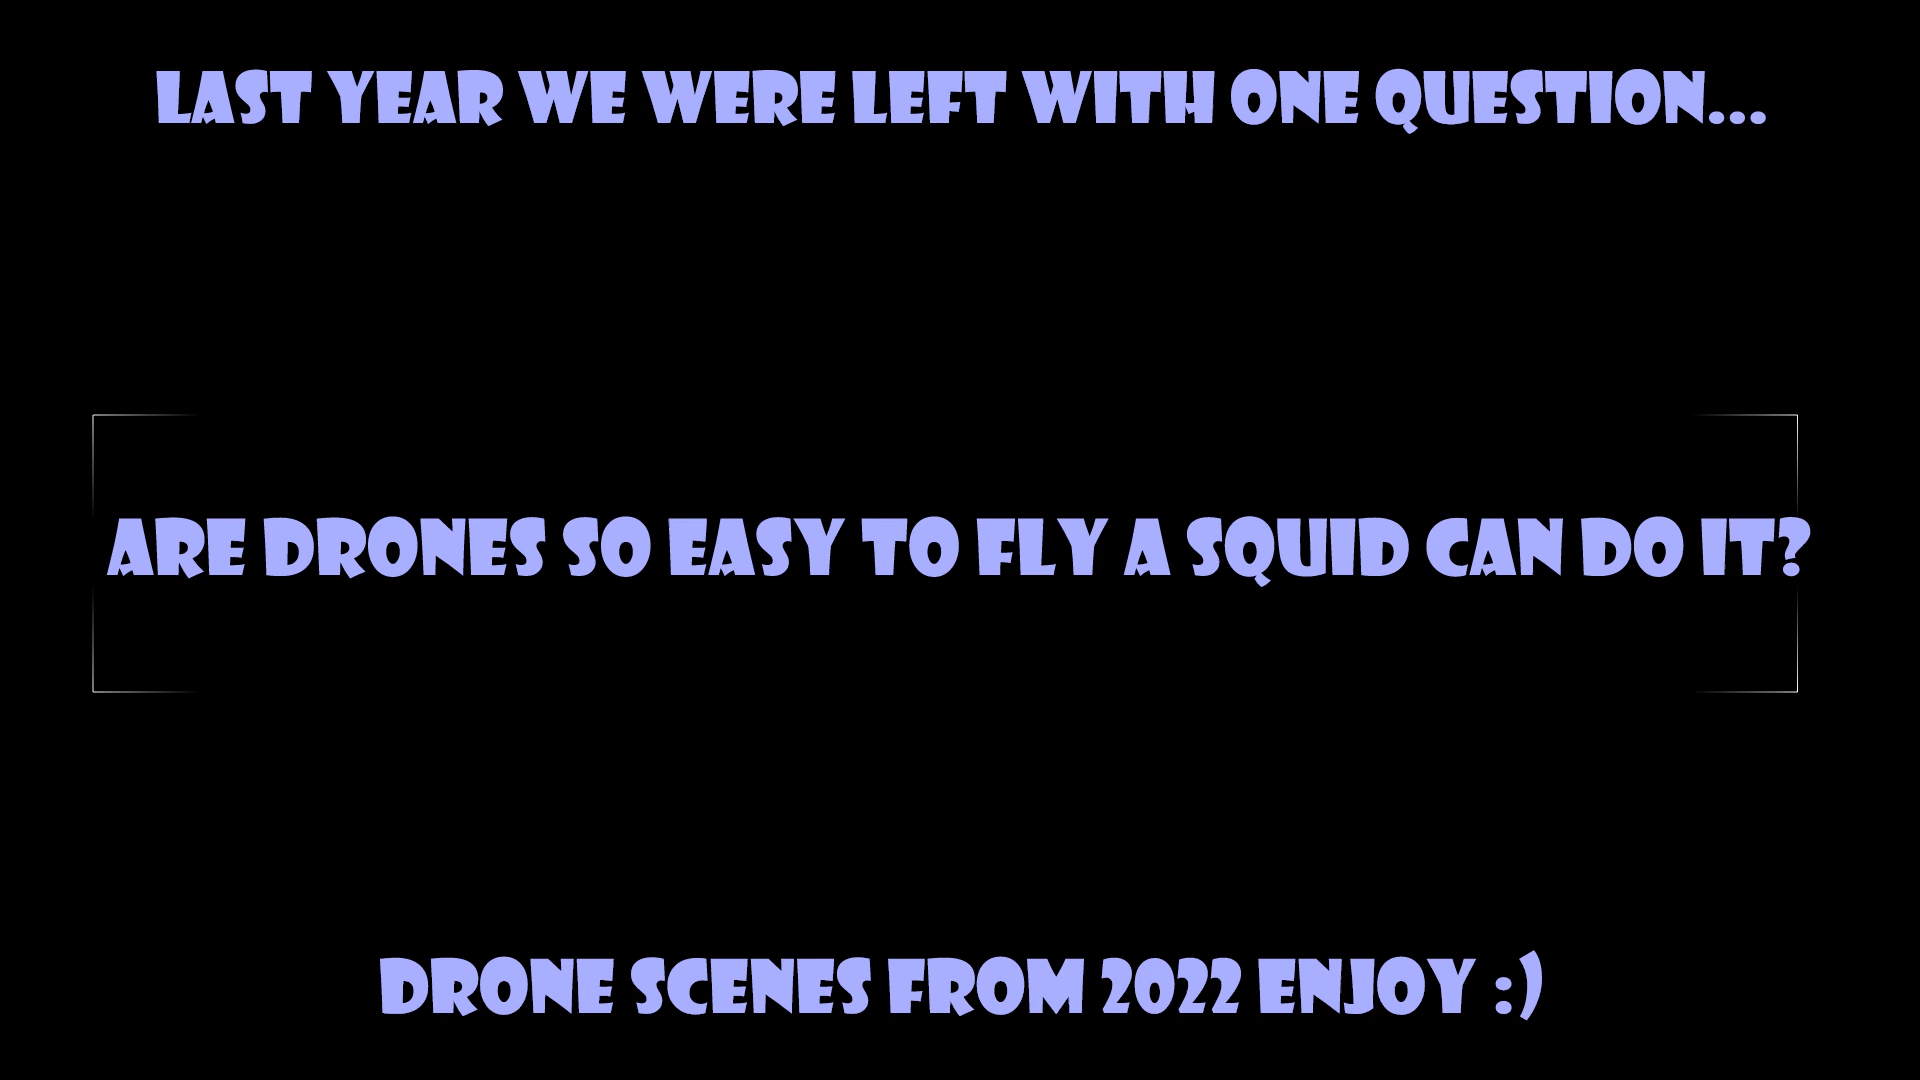 LAST YEAR WE WERE LEFT WITH ONE QUESTION...
ARE DRONES SO EASY TO FLY A SQUID CAN DO IT?
DRONE SCENES FROM 2022 ENJOY :)